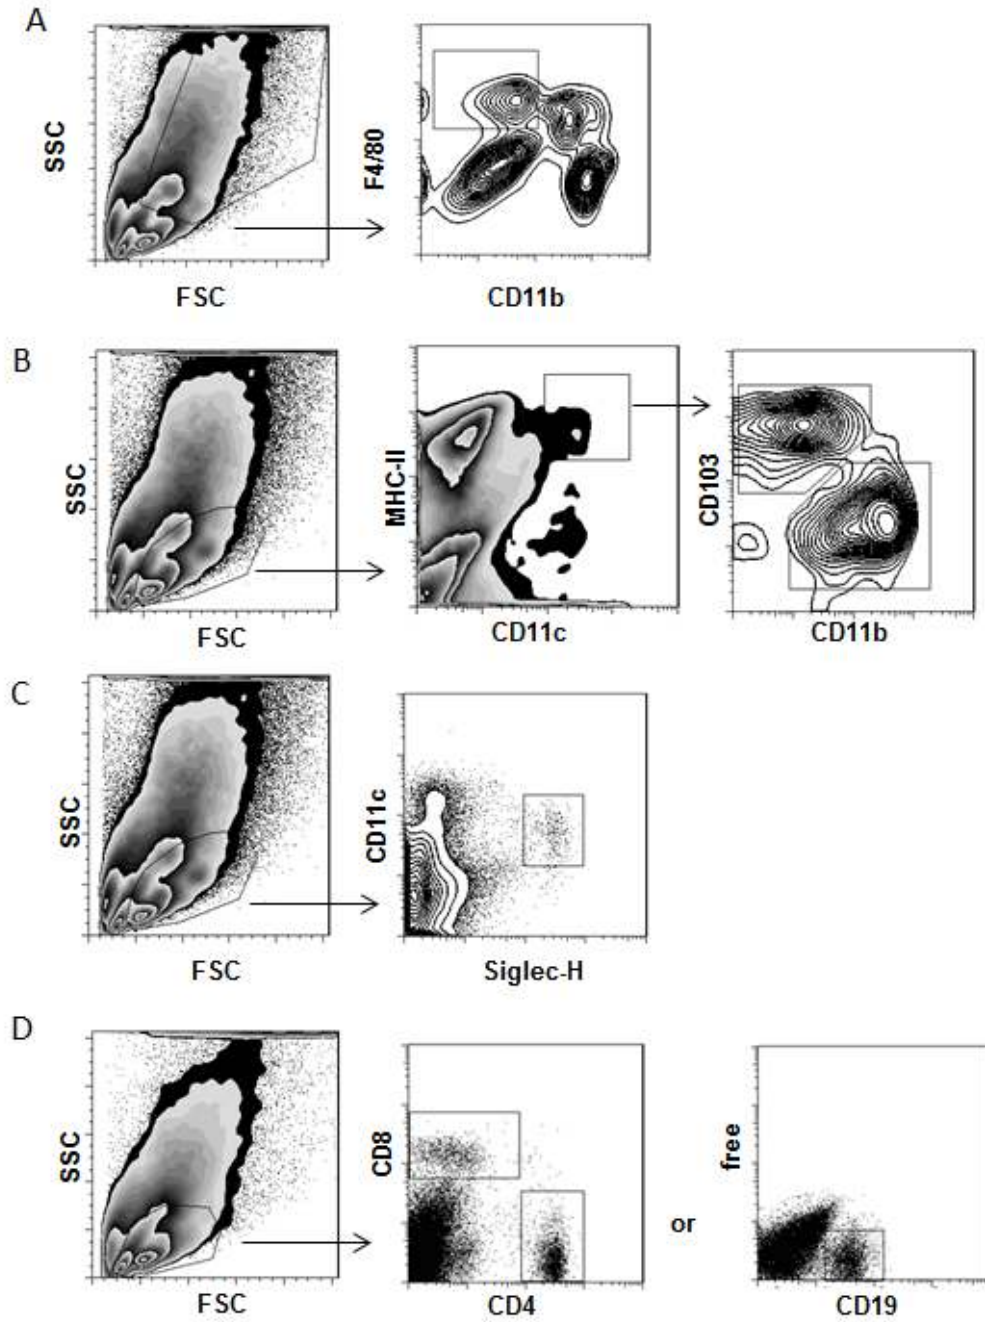 A
SSC
FSC
F4/80
CD11b
B
SSC
FSC
MHC-II
CD11c
CD103
CD11b
C
SSC
FSC
CD11c
Siglec-H
D
SSC
FSC
CD8
CD4
or
free
CD19